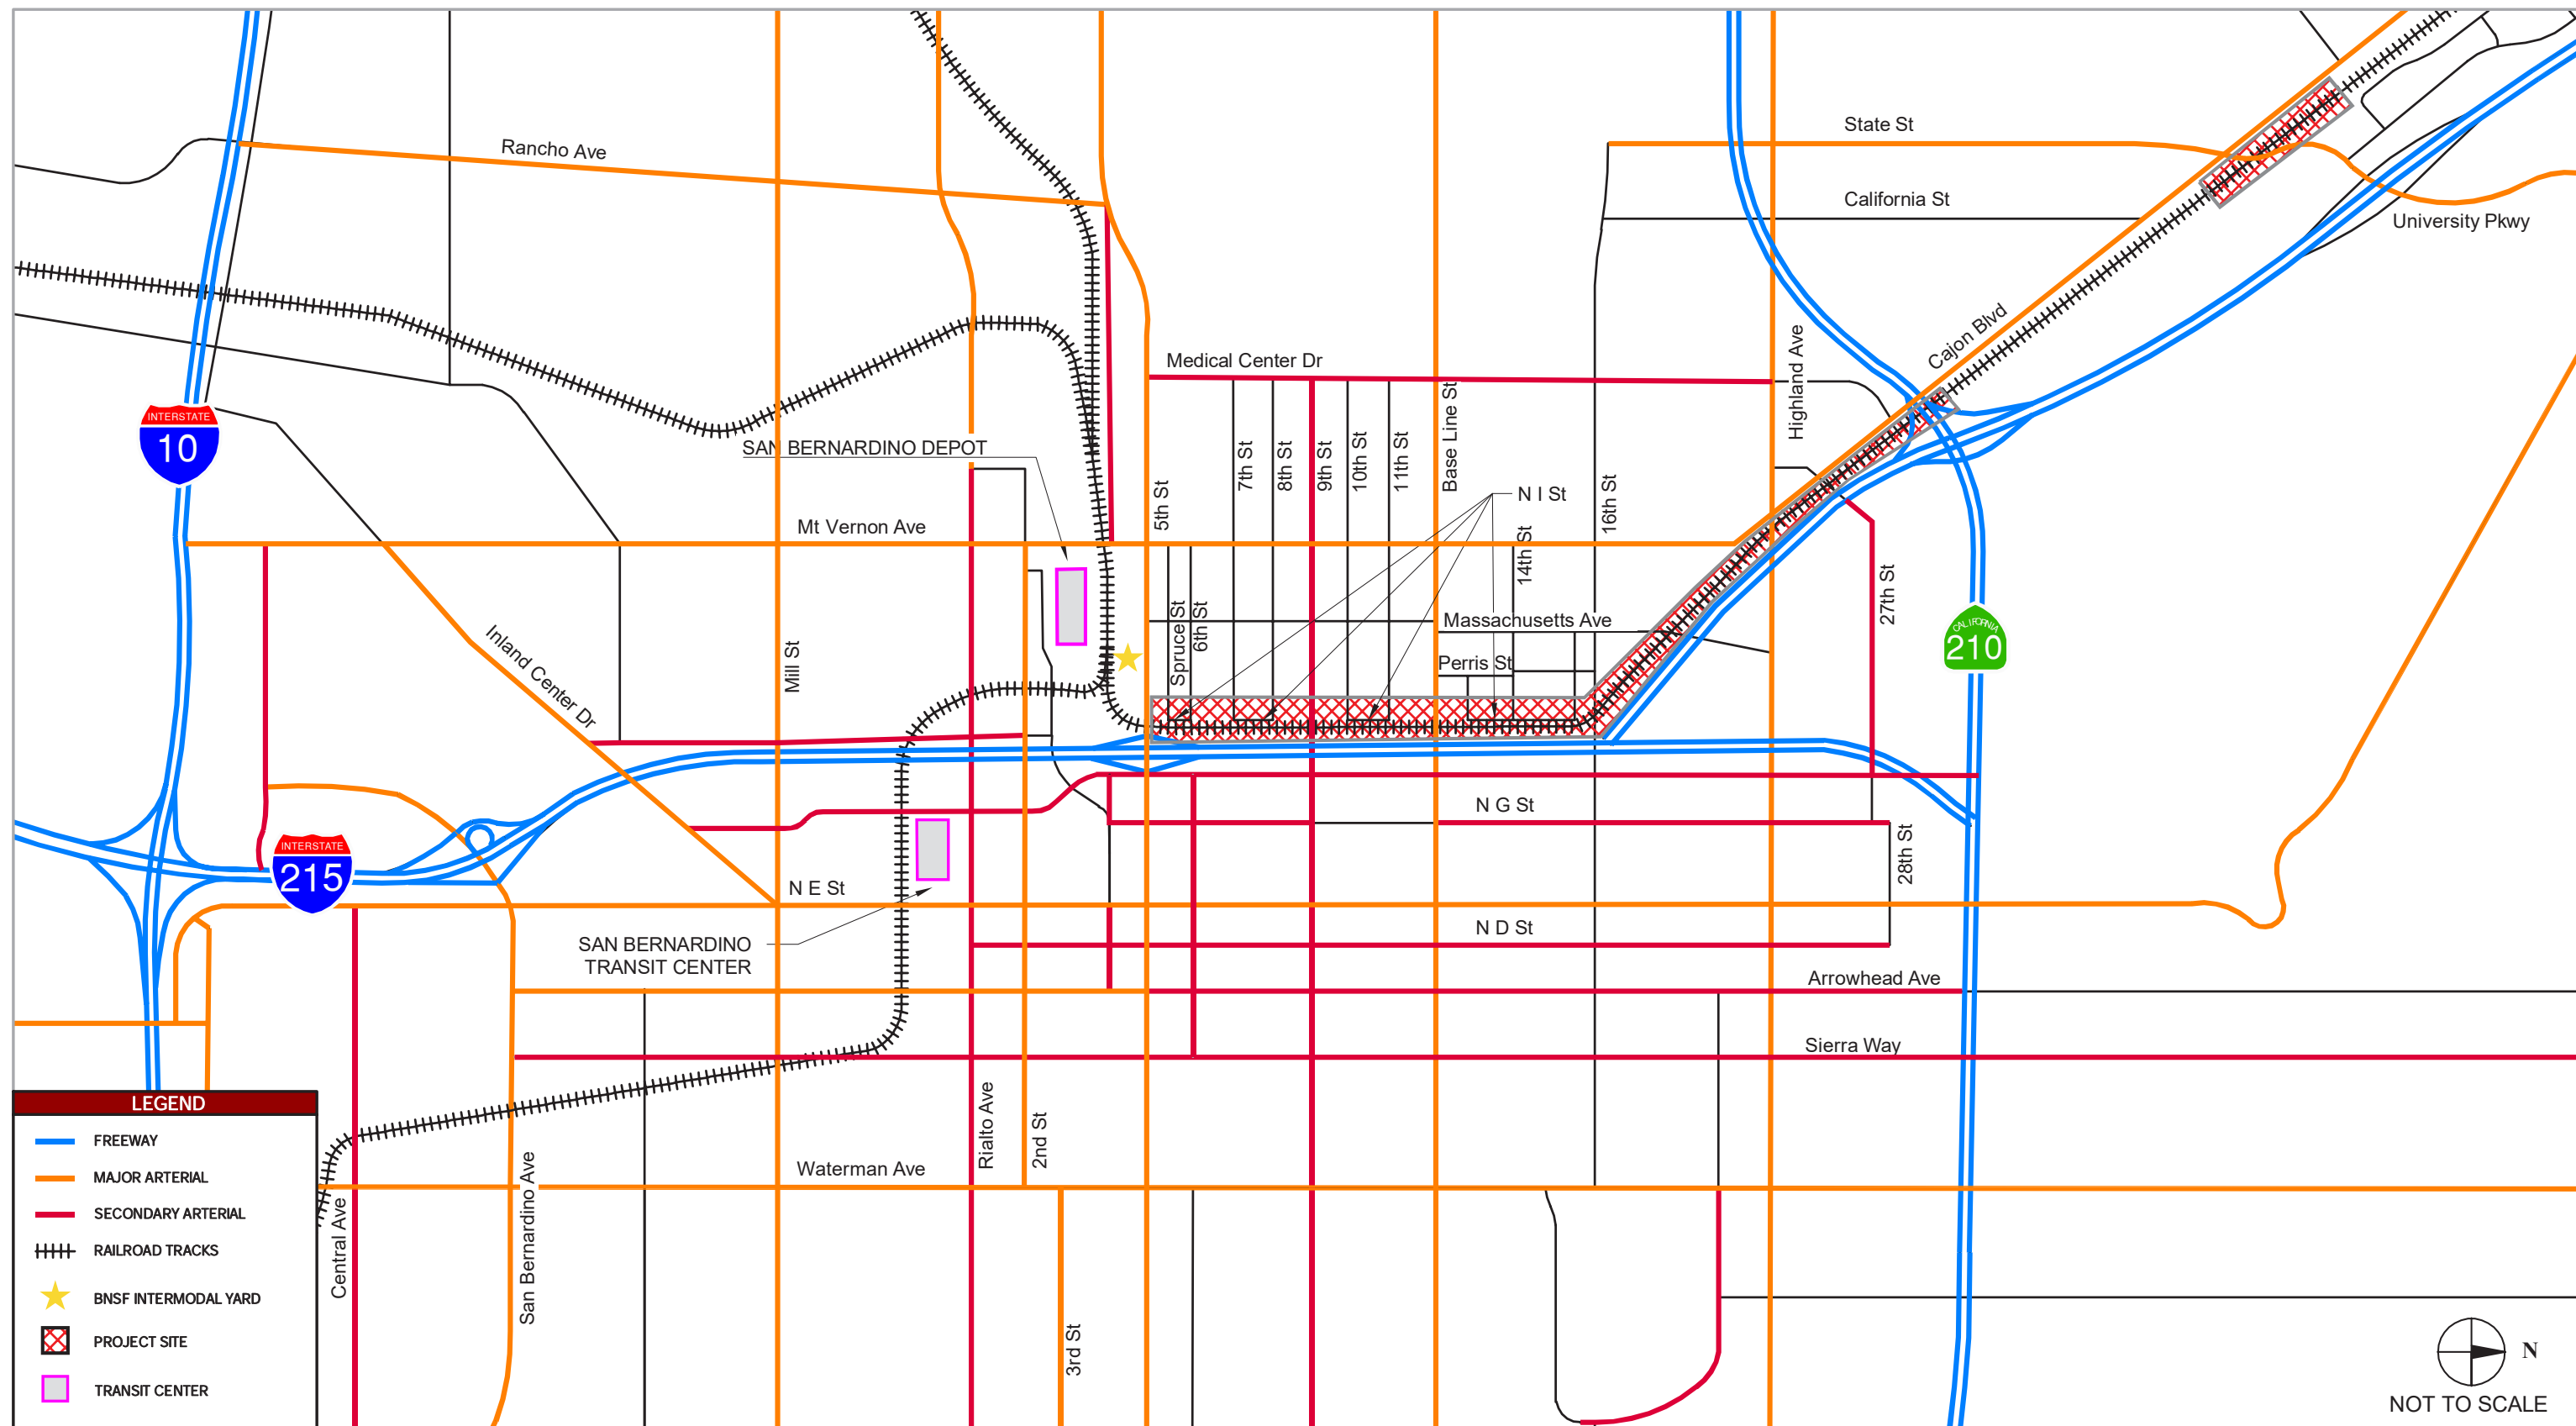 Rancho Ave
State St
California St
University Pkwy
Cajon Blvd
Highland Ave
Medical Center Dr
INTERSTATE
10
SAN BERNARDINO DEPOT
5th St
7th St
8th St
9th St
10th St
11th St
Base Line St
N I St
14th St
16th St
Mt Vernon Ave
27th St
Massachusetts Ave
Spruce St
6th St
Perris St
CALIFORNIA
210
Inland Center Dr
Mill St
N G St
INTERSTATE
215
28th St
N E St
N D St
SAN BERNARDINO
TRANSIT CENTER
Arrowhead Ave
Sierra Way
Rialto Ave
2nd St
Waterman Ave
San Bernardino Ave
Central Ave
3rd St
LEGEND
FREEWAY
MAJOR ARTERIAL
SECONDARY ARTERIAL
RAILROAD TRACKS
BNSF INTERMODAL YARD
PROJECT SITE
TRANSIT CENTER
N
NOT TO SCALE